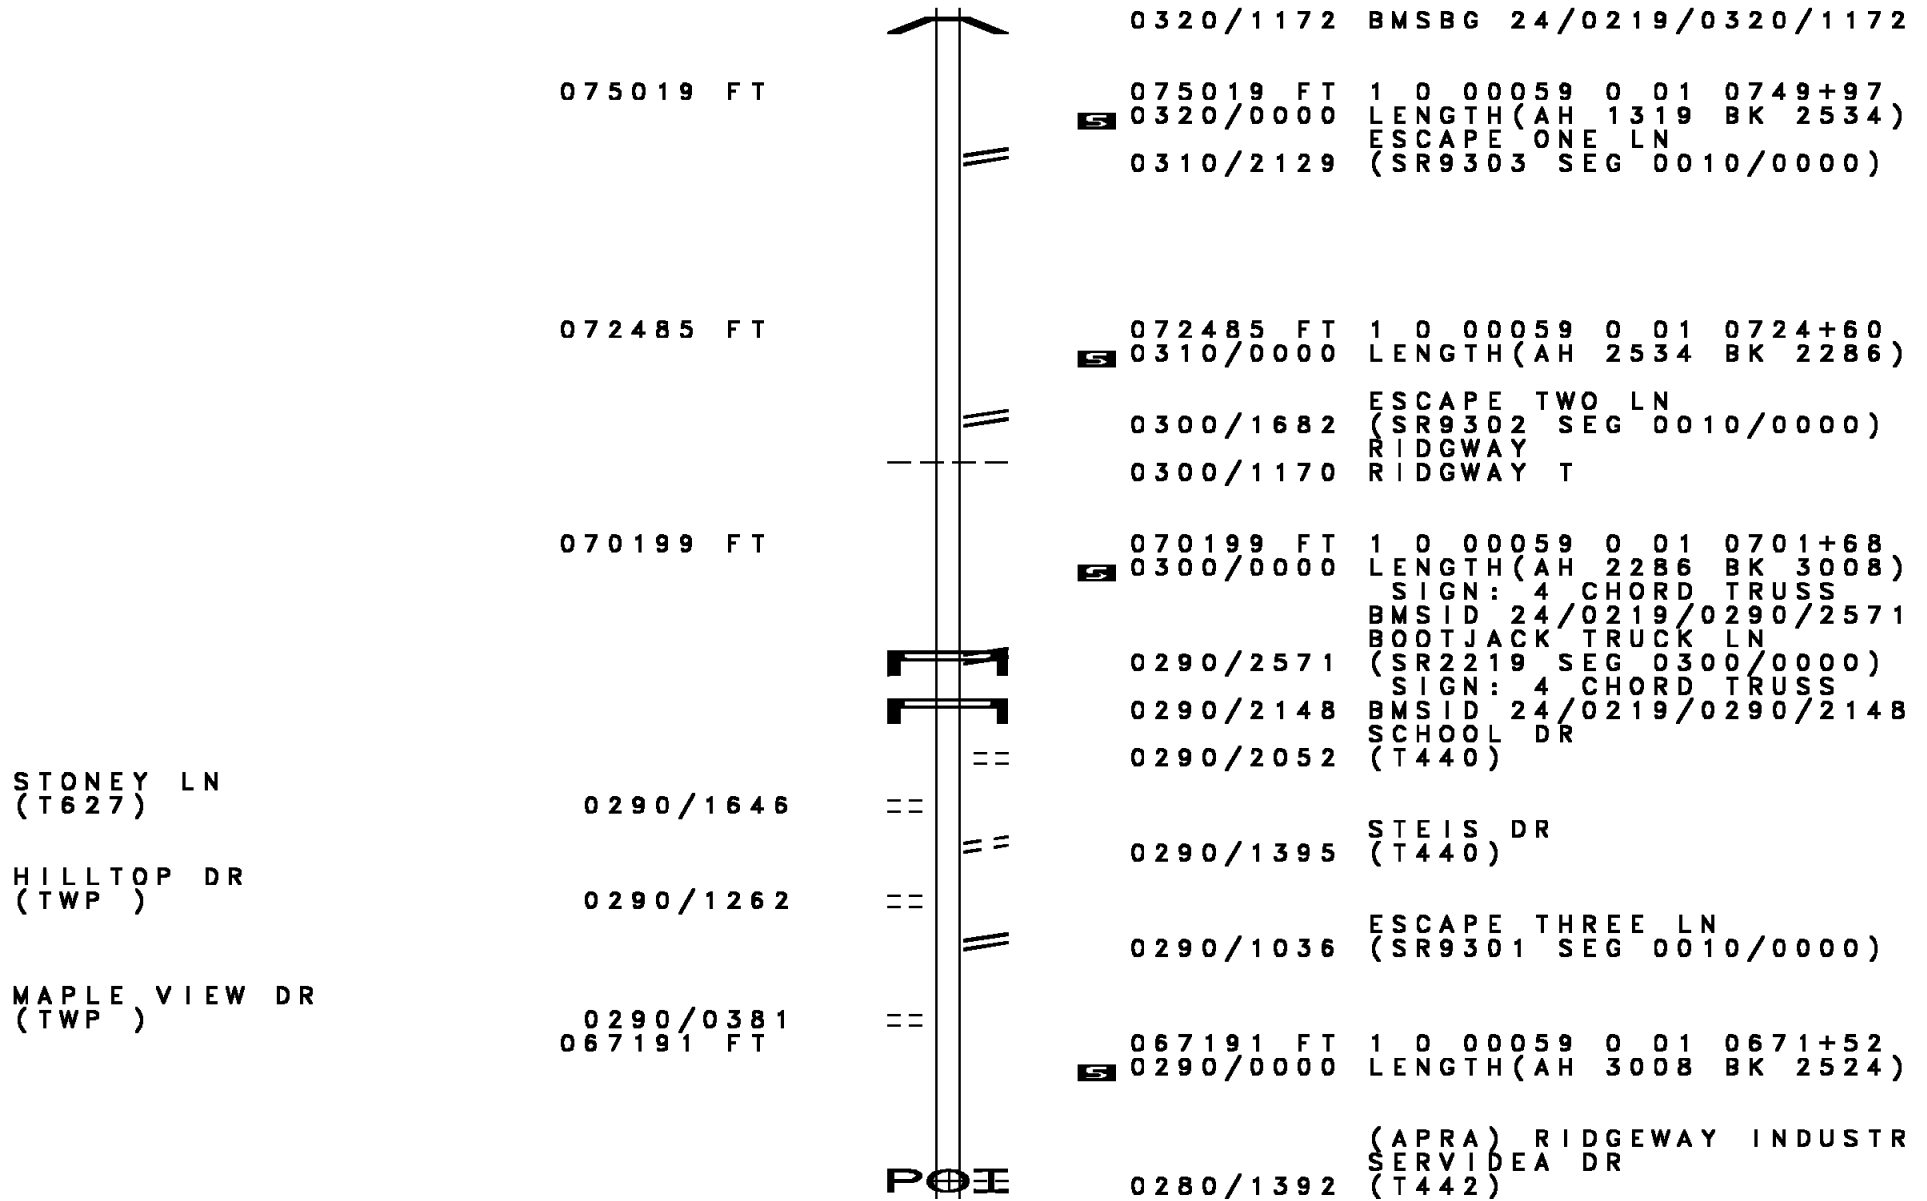 0320/1172 BMSBG 24/0219/0320/1172
075019 FT 075019 FT 1 0 00059 0 01 0749+97
S 0320/0000 LENGTH(AH 1319 BK 2534)
ESCAPE ONE LN
0310/2129 (SR9303 SEG 0010/0000)
072485 FT 072485 FT 1 0 00059 0 01 0724+60
S 0310/0000 LENGTH(AH 2534 BK 2286)
ESCAPE TWO LN
0300/1682 (SR9302 SEG 0010/0000)
RIDGWAY
0300/1170 RIDGWAY T
070199 FT 070199 FT 1 0 00059 0 01 0701+68
S 0300/0000 LENGTH(AH 2286 BK 3008)
SIGN: 4 CHORD TRUSS
BMSID 24/0219/0290/2571
BOOTJACK TRUCK LN
0290/2571 (SR2219 SEG 0300/0000)
SIGN: 4 CHORD TRUSS
0290/2148 BMSID 24/0219/0290/2148
SCHOOL DR
0290/2052 (T440)
STONEY LN
(T627) 0290/1646
STEIS DR
0290/1395 (T440)
HILLTOP DR
(TWP ) 0290/1262
ESCAPE THREE LN
0290/1036 (SR9301 SEG 0010/0000)
MAPLE VIEW DR
(TWP ) 0290/0381
067191 FT 067191 FT 1 0 00059 0 01 0671+52
S 0290/0000 LENGTH(AH 3008 BK 2524)
(APRA) RIDGEWAY INDUSTR
SERVIDEA DR
POI 0280/1392 (T442)